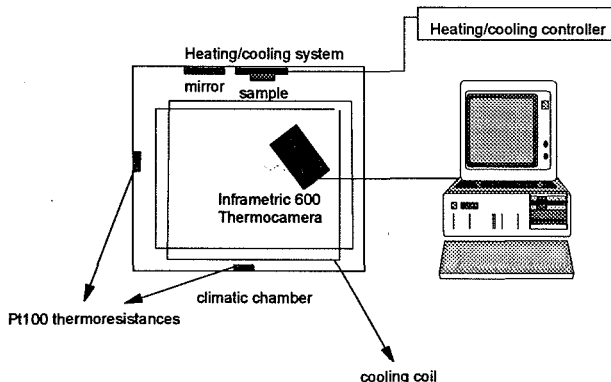 Heating/cooling system
Heating/cooling controller
mirror
sample
Inframetric 600
Thermocamera
climatic chamber
Pt100 thermoresistances
cooling coil